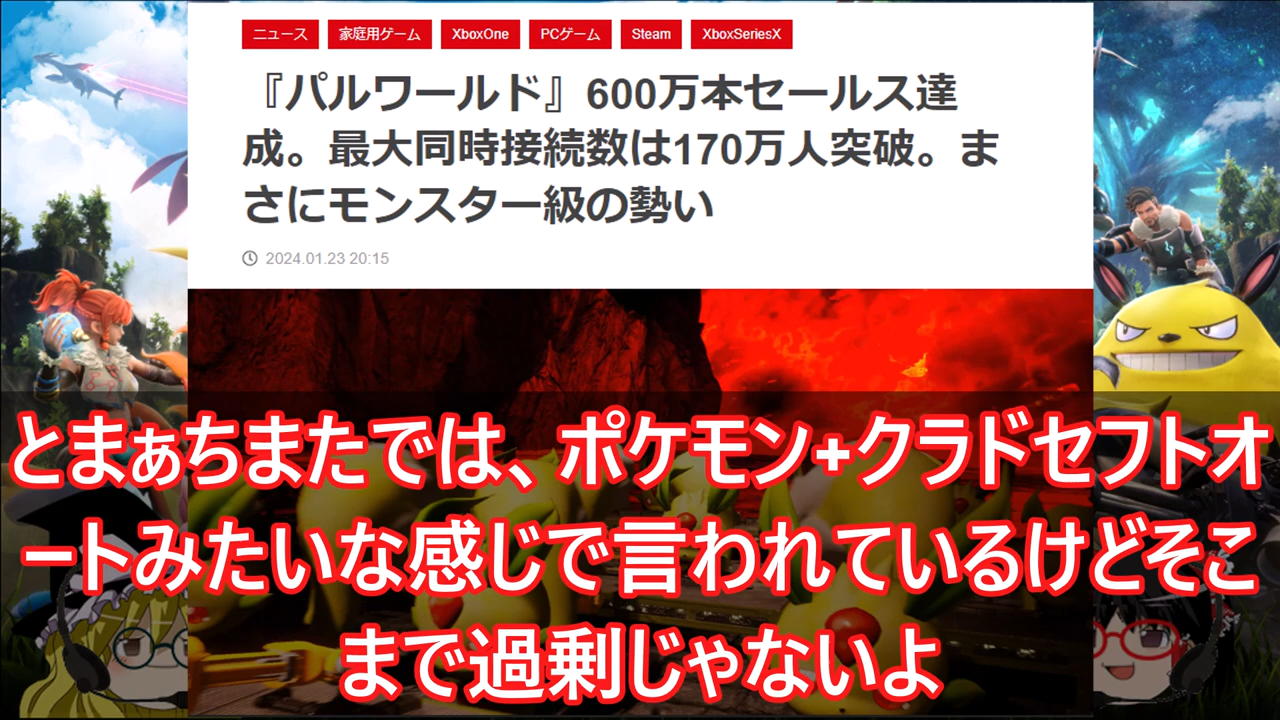 ニュース 家庭用ゲーム XboxOne PCゲーム Steam XboxSeriesX
『パルワールド』600万本セールス達
成。最大同時接続数は170万人突破。ま
さにモンスター級の勢い
2024.01.23 20:15
とまぁちまたでは、ポケモン+クラドセフトオ
ートみたいな感じで言われているけどそこ
まで過剰じゃないよ